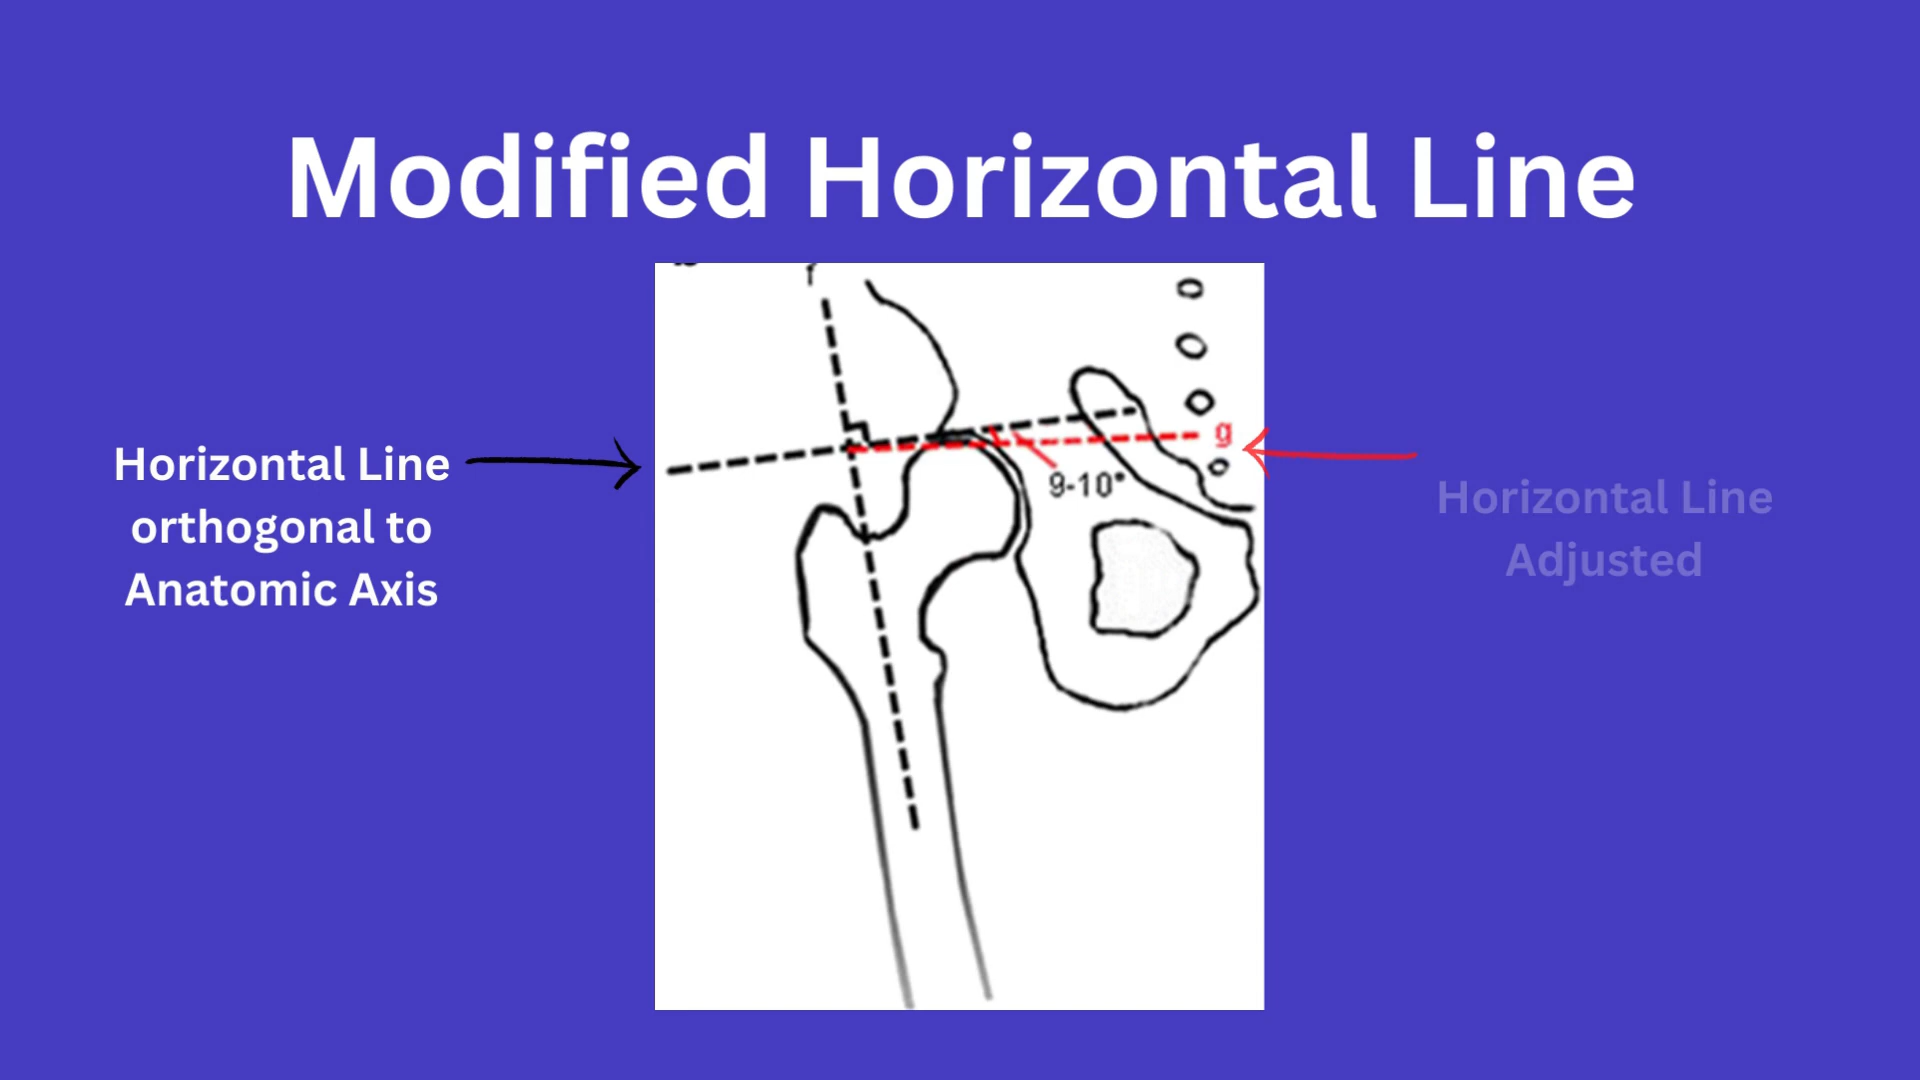 Modified Horizontal Line
Horizontal Line
orthogonal to
Anatomic Axis
g
9-10°
Horizontal Line
Adjusted